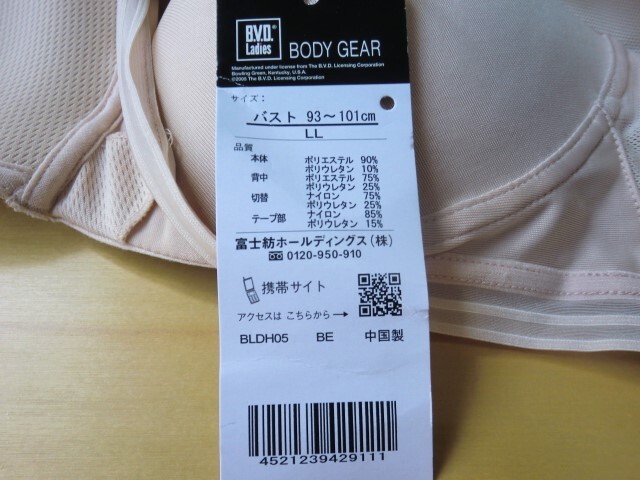 B.V.D.
Ladies
BODY GEAR
Manufactured under license from The B.V.D. Licensing Corporation
Bowling Green, Kentucky, U.S.A.
©2005 The B.V.D. Licensing Corporation
サイズ：
バスト 93～101cm
LL
品質
本体 ポリエステル 90%
ポリウレタン 10%
背中 ポリエステル 75%
ポリウレタン 25%
切替 ナイロン 75%
ポリウレタン 25%
テープ部 ナイロン 85%
ポリウレタン 15%
富士紡ホールディングス(株)
0120-950-910
携帯サイト
アクセスは こちらから→
BLDH05 BE 中国製
4521239429111